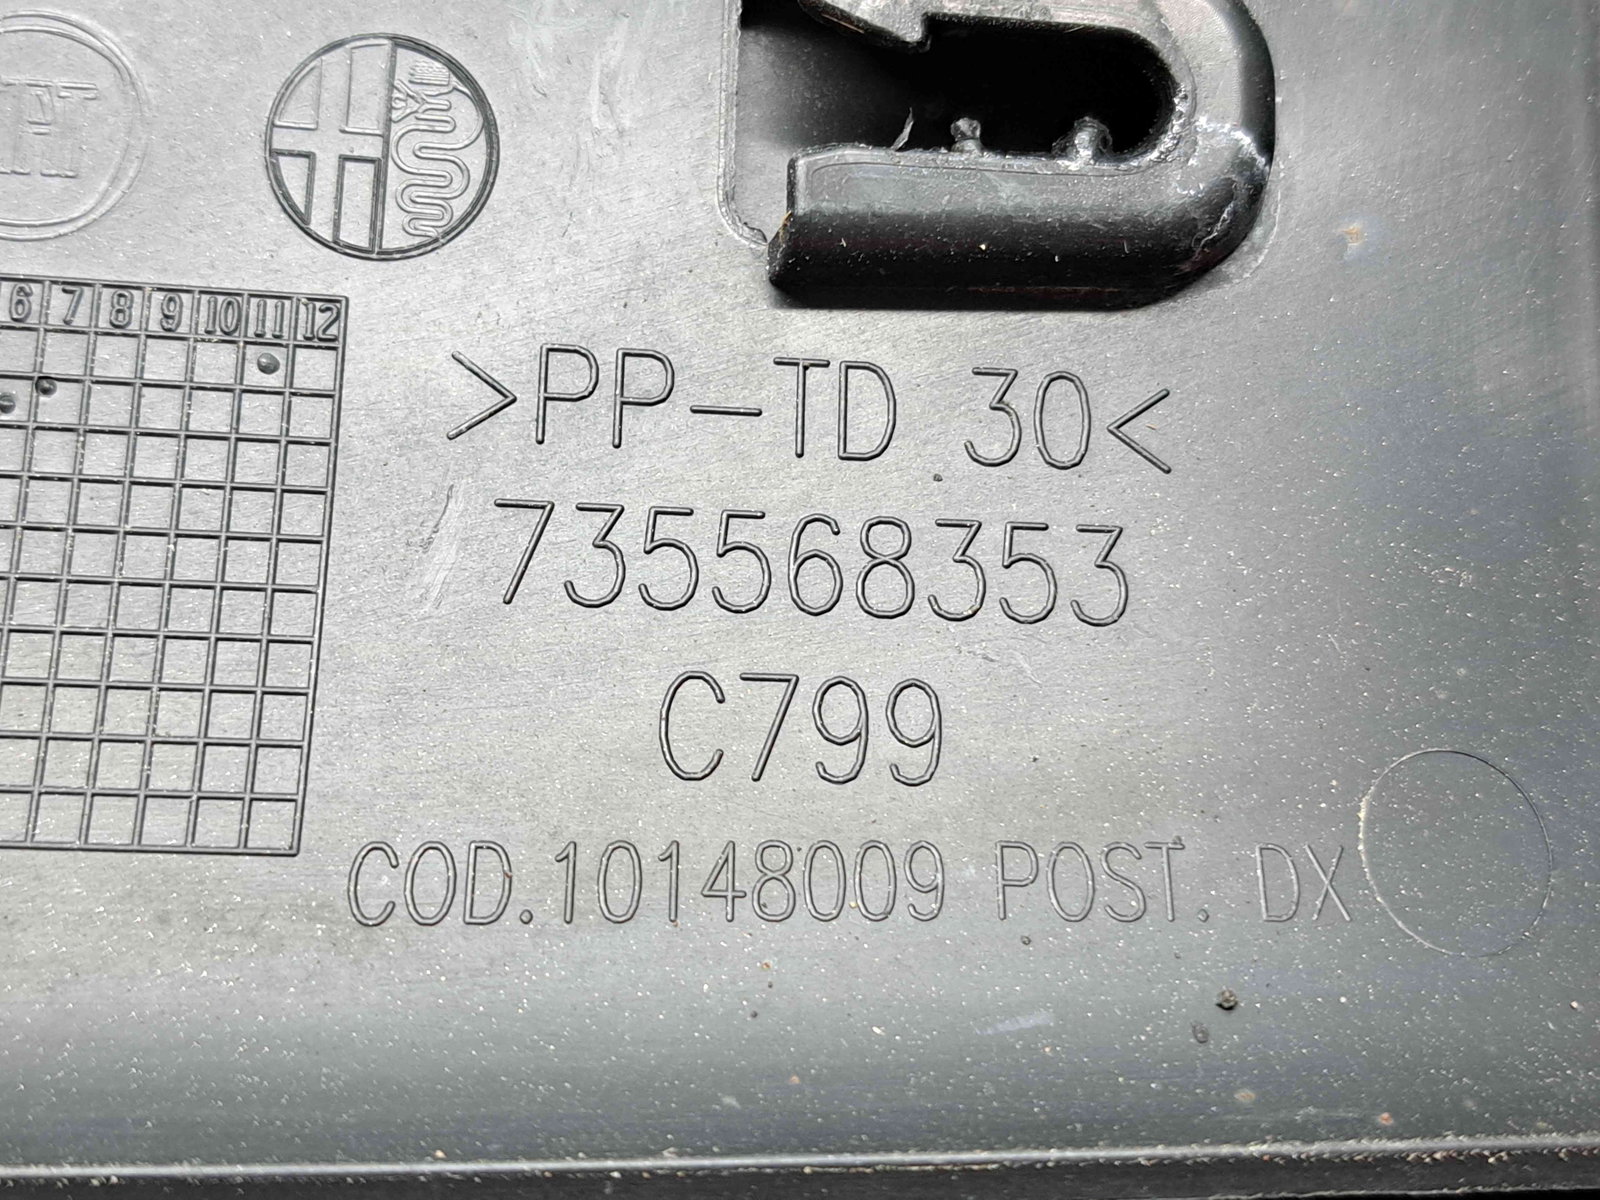 6 7 8 9 10 11 12
>PP-TD 30<
735568353
C799
COD.10148009 POST. DX